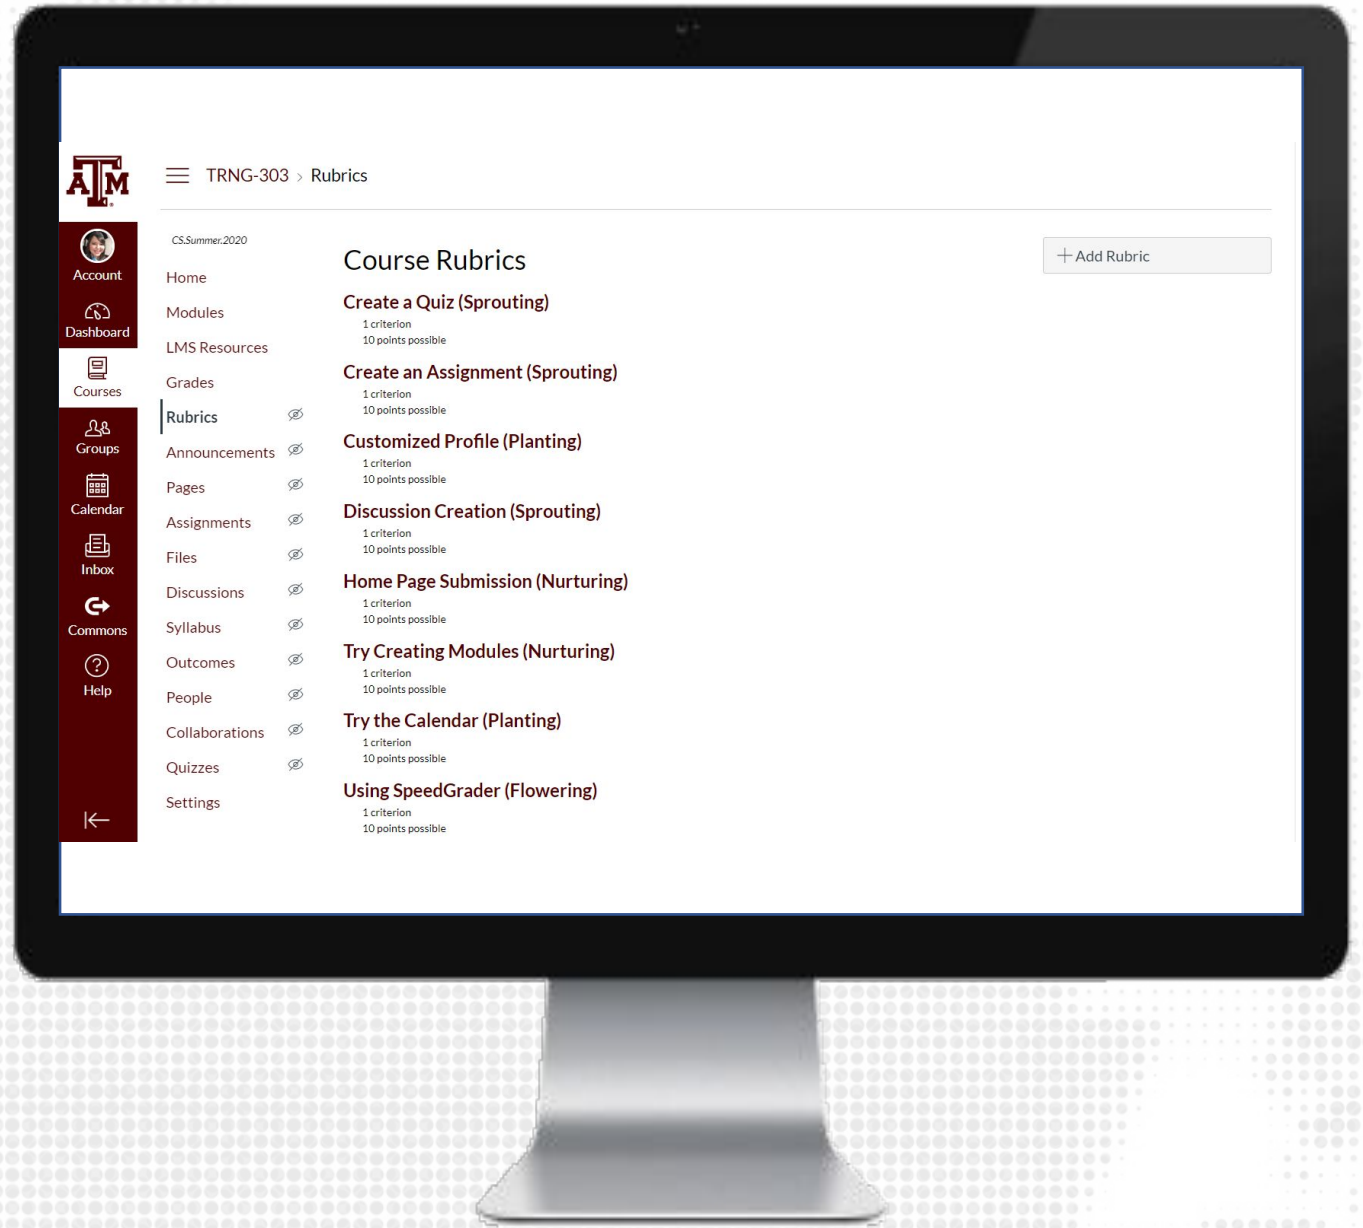 ATM
TRNG-303 > Rubrics
Account
Dashboard
Courses
Groups
Calendar
Inbox
Commons
Help
CS.Summer.2020
Home
Modules
LMS Resources
Grades
Rubrics
Announcements
Pages
Assignments
Files
Discussions
Syllabus
Outcomes
People
Collaborations
Quizzes
Settings
Course Rubrics
+ Add Rubric
Create a Quiz (Sprouting)
1 criterion
10 points possible
Create an Assignment (Sprouting)
1 criterion
10 points possible
Customized Profile (Planting)
1 criterion
10 points possible
Discussion Creation (Sprouting)
1 criterion
10 points possible
Home Page Submission (Nurturing)
1 criterion
10 points possible
Try Creating Modules (Nurturing)
1 criterion
10 points possible
Try the Calendar (Planting)
1 criterion
10 points possible
Using SpeedGrader (Flowering)
1 criterion
10 points possible